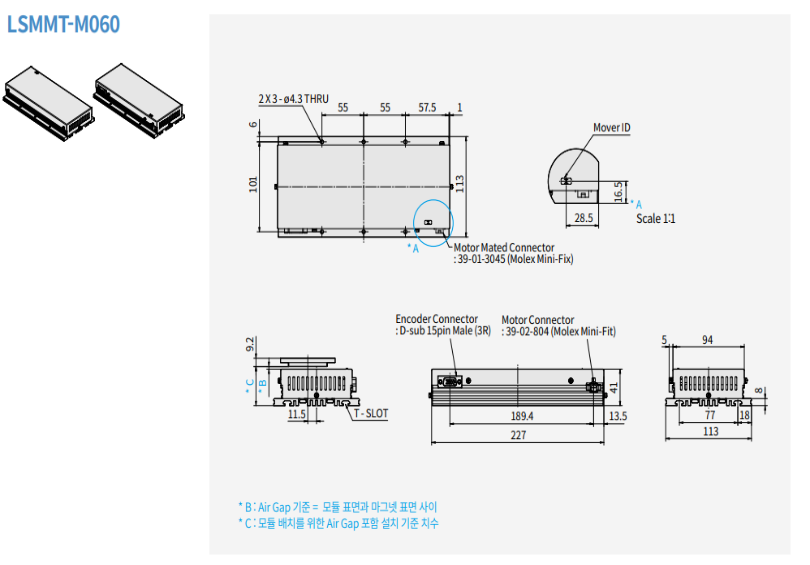 LSMMT-M060
2 X 3 - ø4.3 THRU
55
55
57.5
1
6
101
113
* A
Motor Mated Connector
: 39-01-3045 (Molex Mini-Fix)
Mover ID
16.5
28.5
* A
Scale 1:1
Encoder Connector
: D-sub 15pin Male (3R)
Motor Connector
: 39-02-804 (Molex Mini-Fit)
9.2
* C
* B
11.5
T - SLOT
41
189.4
13.5
227
5
94
8
77
18
113
* B : Air Gap 기준 = 모듈 표면과 마그넷 표면 사이
* C : 모듈 배치를 위한 Air Gap 포함 설치 기준 치수